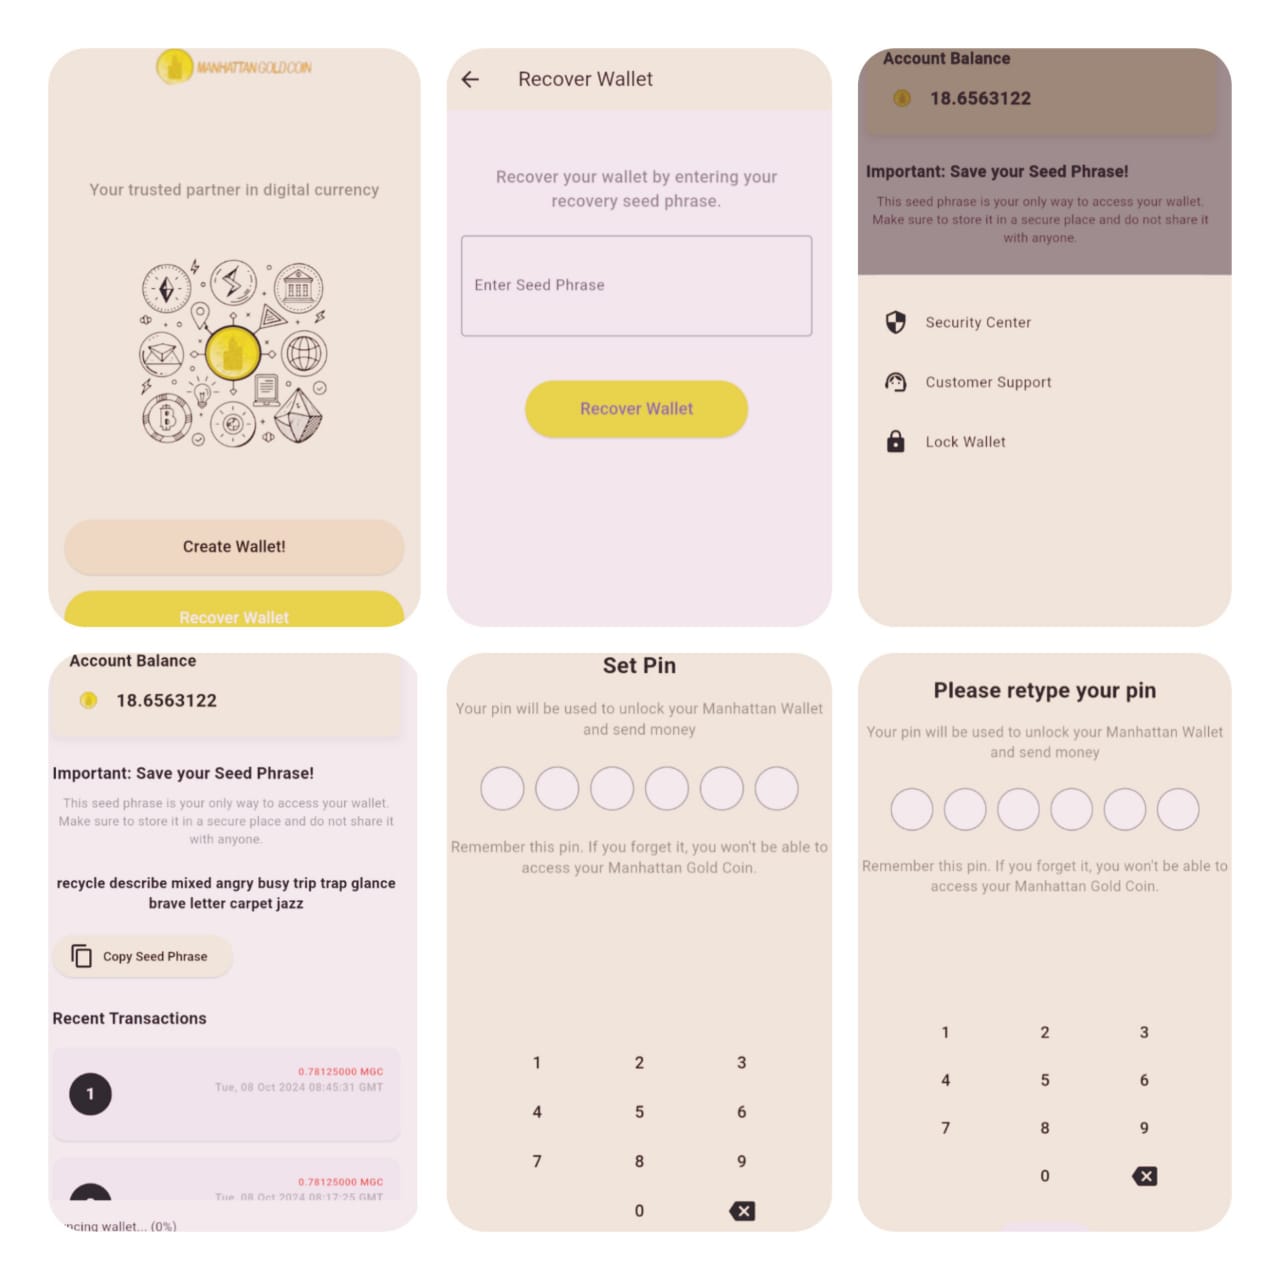 MANHATTAN GOLD COIN
Your trusted partner in digital currency
Create Wallet!
Recover Wallet
Recover Wallet
Recover your wallet by entering your
recovery seed phrase.
Enter Seed Phrase
Recover Wallet
Account Balance
18.6563122
Important: Save your Seed Phrase!
This seed phrase is your only way to access your wallet.
Make sure to store it in a secure place and do not share it
with anyone.
Security Center
Customer Support
Lock Wallet
Account Balance
18.6563122
Important: Save your Seed Phrase!
This seed phrase is your only way to access your wallet.
Make sure to store it in a secure place and do not share it
with anyone.
recycle describe mixed angry busy trip trap glance
brave letter carpet jazz
Copy Seed Phrase
Recent Transactions
1
0.78125000 MGC
Tue, 08 Oct 2024 08:45:31 GMT
0.78125000 MGC
Tue, 08 Oct 2024 08:17:25 GMT
wallet... (0%)
Set Pin
Your pin will be used to unlock your Manhattan Wallet
and send money
Remember this pin. If you forget it, you won't be able to
access your Manhattan Gold Coin.
1 2 3
4 5 6
7 8 9
0
Please retype your pin
Your pin will be used to unlock your Manhattan Wallet
and send money
Remember this pin. If you forget it, you won't be able to
access your Manhattan Gold Coin.
1 2 3
4 5 6
7 8 9
0